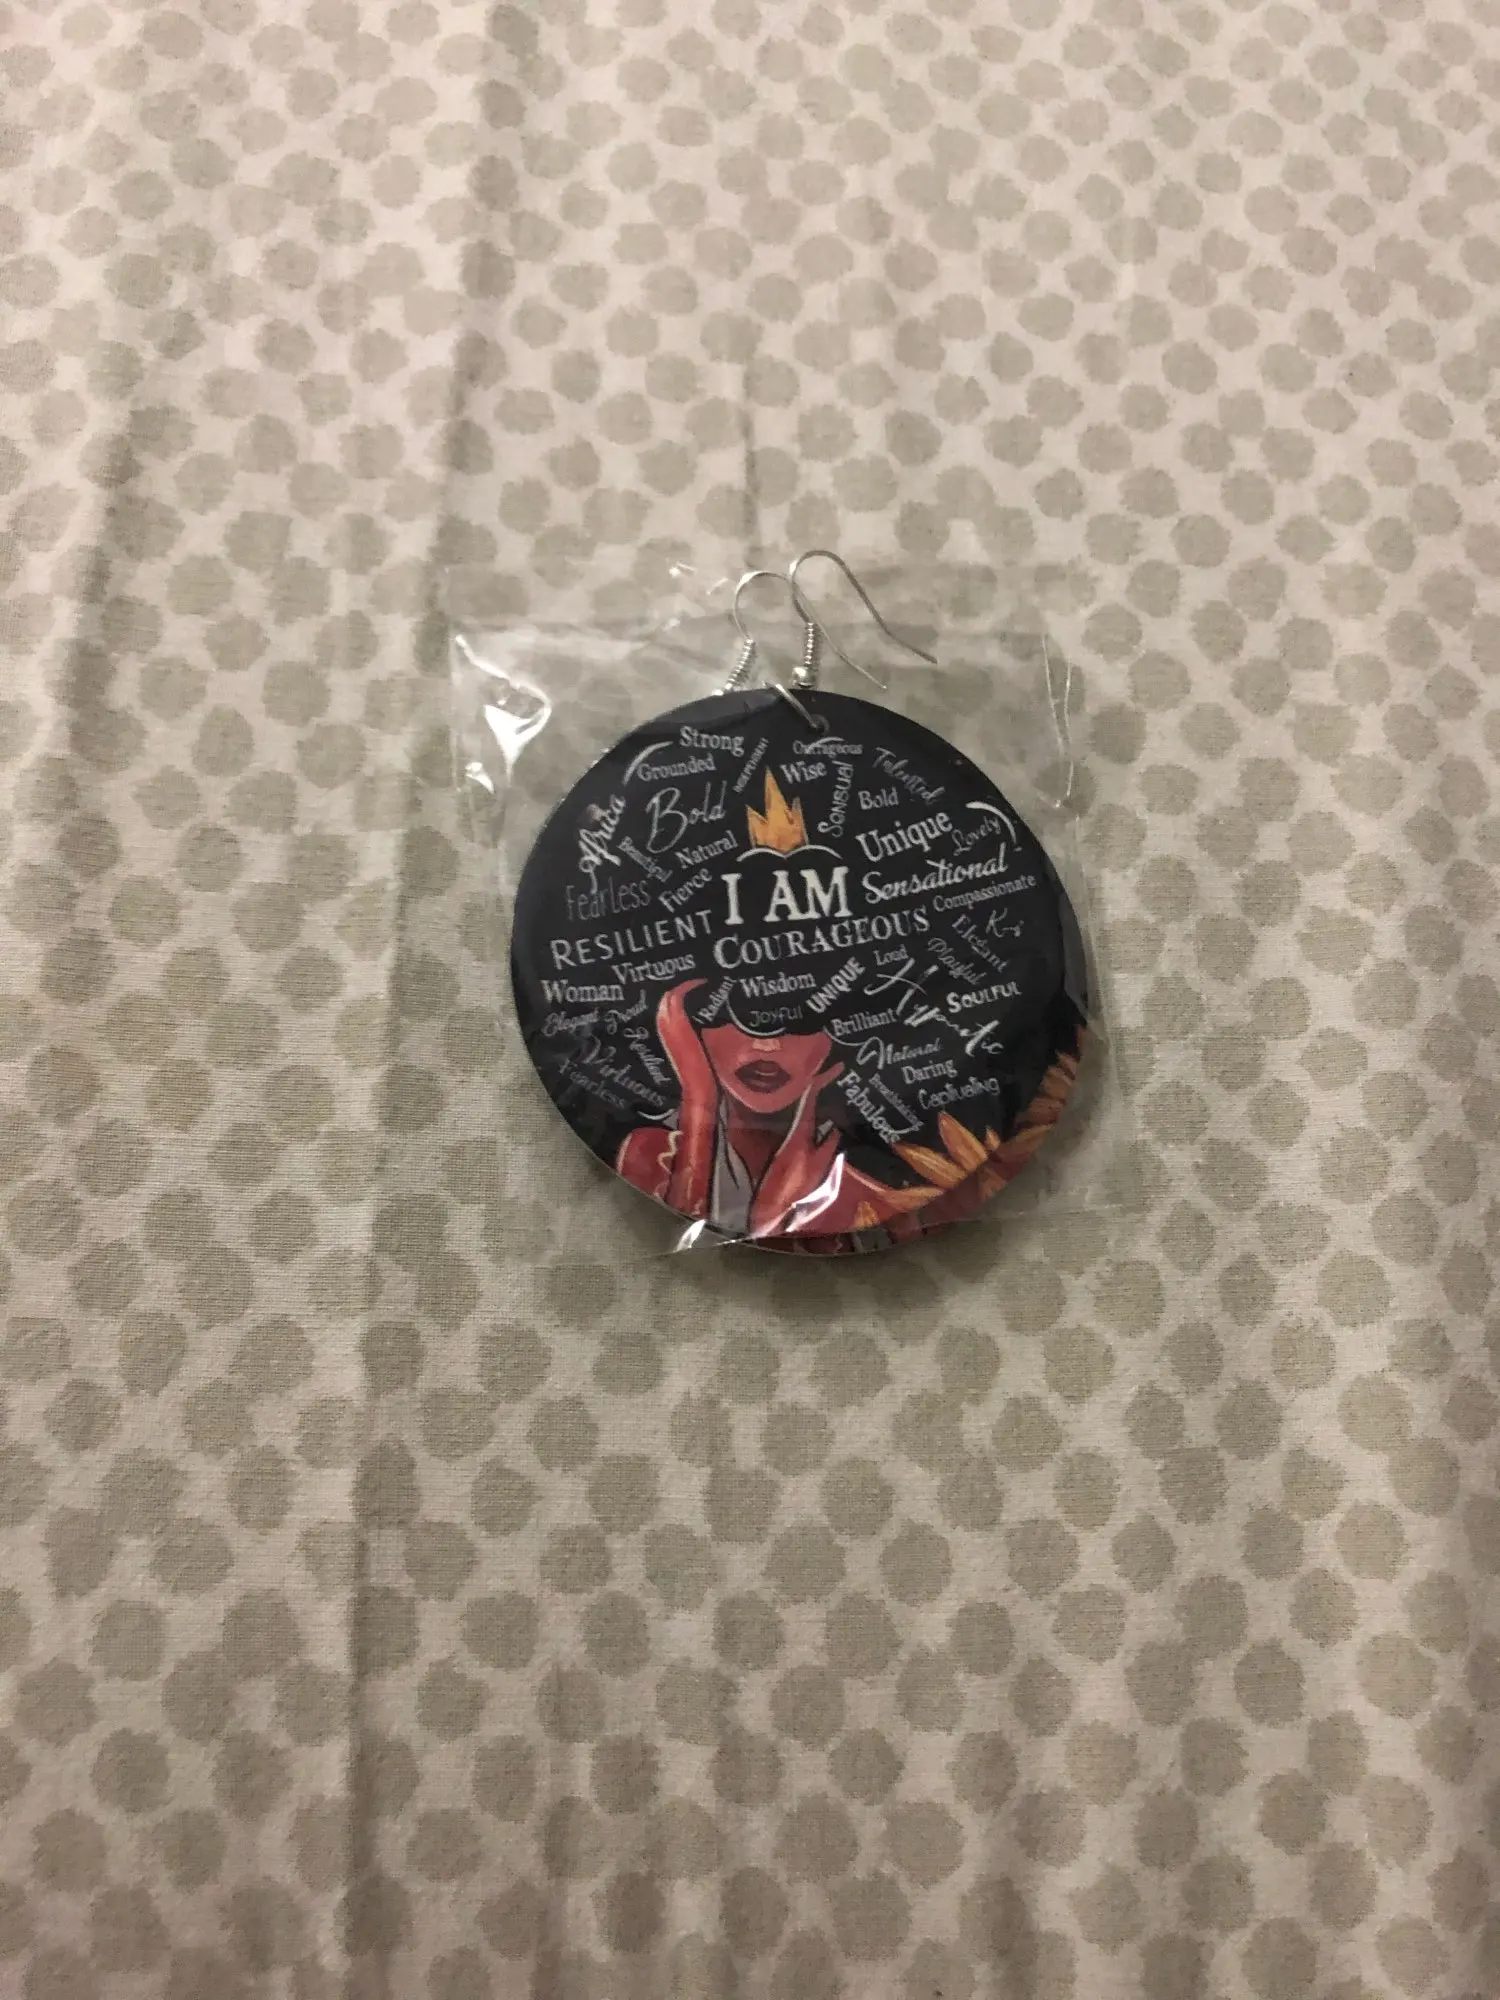 Strong
Grounded
INDEPENDENT
Outrageous
Wise
SENSUAL
Talented
Bold
Africa
Bold
Beautiful
Natural
Unique
Lovely
Fearless
Fierce
I AM
Sensational
Compassionate
RESILIENT
COURAGEOUS
Elegant
Woman
Virtuous
Wisdom
UNIQUE
Loud
Playful
SOULFUL
Elegant
Proud
Radiant
JOYFUL
Brilliant
Resilient
Natural
Daring
Virtuous
Fearless
Captivating
Fabulous